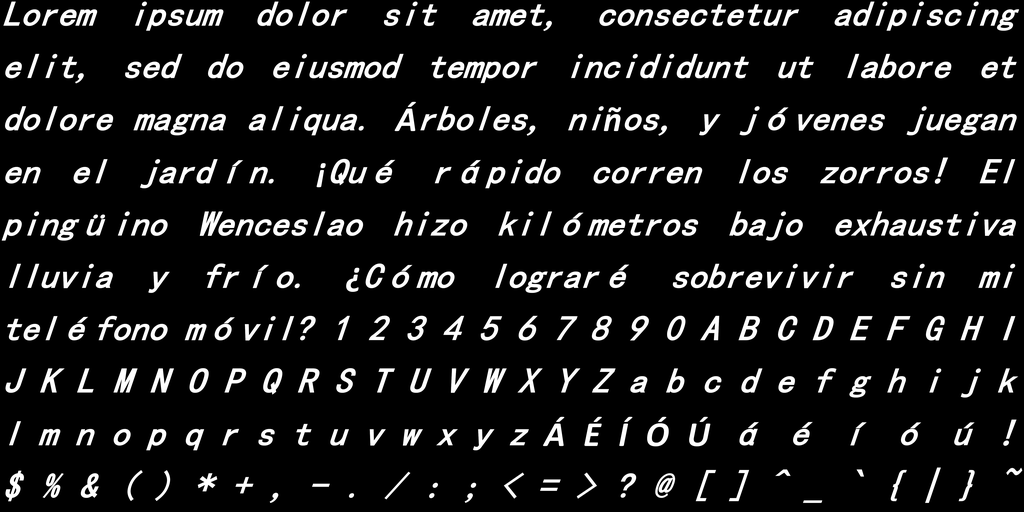 Lorem ipsum dolor sit amet, consectetur adipiscing
elit, sed do eiusmod tempor incididunt ut labore et
dolore magna aliqua. Árboles, niños, y jóvenes juegan
en el jardín. ¡Qué rápido corren los zorros! El
pingüino Wenceslao hizo kilómetros bajo exhaustiva
lluvia y frío. ¿Cómo lograré sobrevivir sin mi
teléfono móvil? 1 2 3 4 5 6 7 8 9 0 A B C D E F G H I
J K L M N O P Q R S T U V W X Y Z a b c d e f g h i j k
l m n o p q r s t u v w x y z Á É Í Ó Ú á é í ó ú !
$ % & ( ) * + , - . / : ; < = > ? @ [ ] ^ _ ` { | } ~